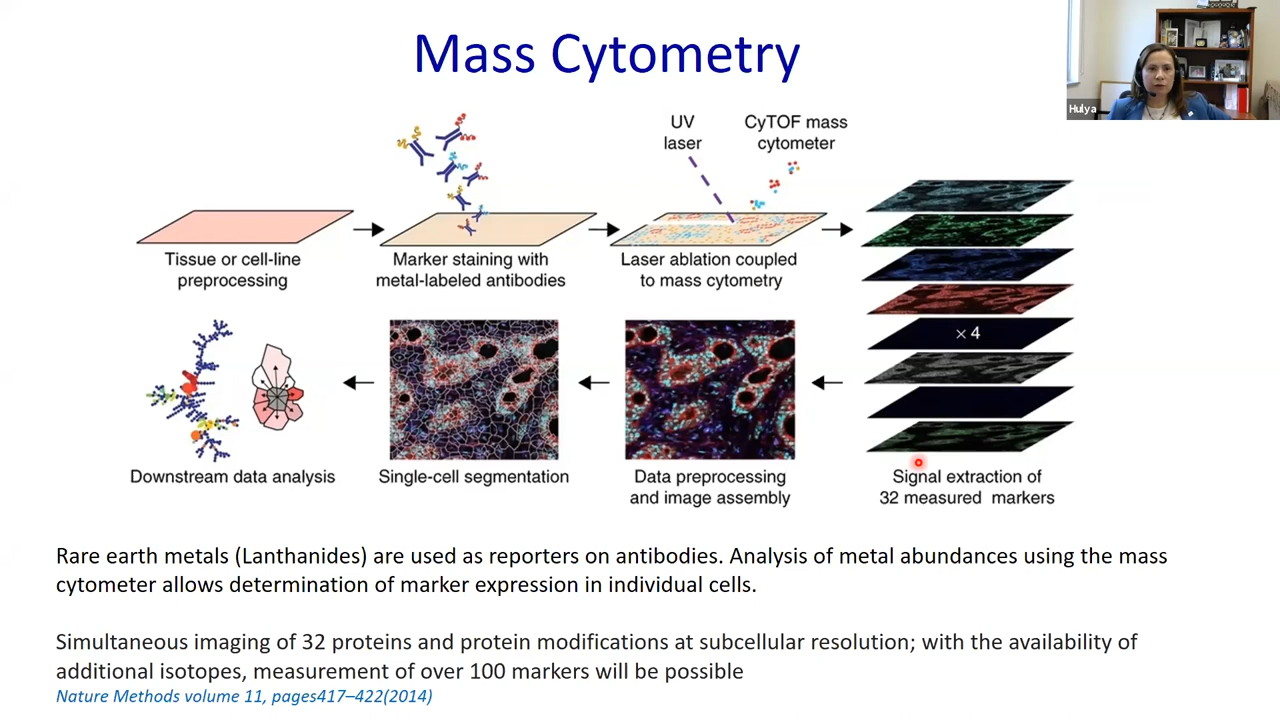 Mass Cytometry
Hulya
UV
laser
CyTOF mass
cytometer
Tissue or cell-line
preprocessing
Marker staining with
metal-labeled antibodies
Laser ablation coupled
to mass cytometry
× 4
Downstream data analysis
Single-cell segmentation
Data preprocessing
and image assembly
Signal extraction of
32 measured markers
Rare earth metals (Lanthanides) are used as reporters on antibodies. Analysis of metal abundances using the mass
cytometer allows determination of marker expression in individual cells.
Simultaneous imaging of 32 proteins and protein modifications at subcellular resolution; with the availability of
additional isotopes, measurement of over 100 markers will be possible
Nature Methods volume 11, pages417–422(2014)